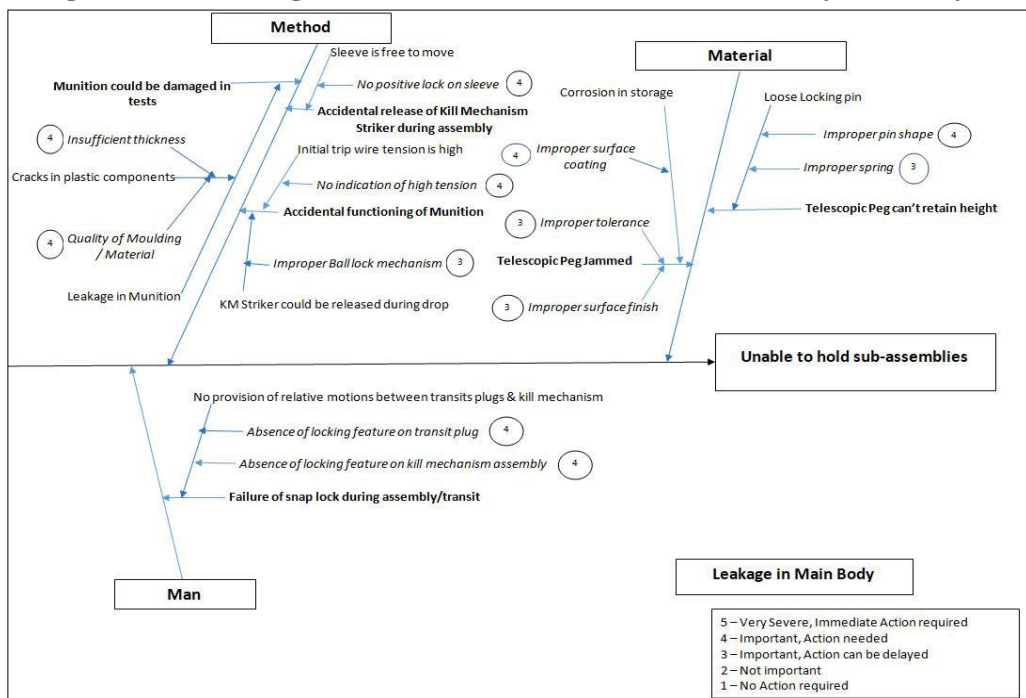 Method
Sleeve is free to move
No positive lock on sleeve 4
Munition could be damaged in
tests
Accidental release of Kill Mechanism
Striker during assembly
4 Insufficient thickness
Initial trip wire tension is high
Cracks in plastic components
No indication of high tension 4
Accidental functioning of Munition
4 Quality of Moulding
/ Material
Improper Ball lock mechanism 3
Leakage in Munition
KM Striker could be released during drop
Material
Corrosion in storage
Loose Locking pin
Improper pin shape 4
4 Improper surface
coating
Improper spring 3
Telescopic Peg can't retain height
3 Improper tolerance
Telescopic Peg Jammed
3 Improper surface finish
Unable to hold sub-assemblies
No provision of relative motions between transits plugs & kill mechanism
Absence of locking feature on transit plug 4
Absence of locking feature on kill mechanism assembly 4
Failure of snap lock during assembly/transit
Man
Leakage in Main Body
5 – Very Severe, Immediate Action required
4 – Important, Action needed
3 – Important, Action can be delayed
2 – Not important
1 – No Action required